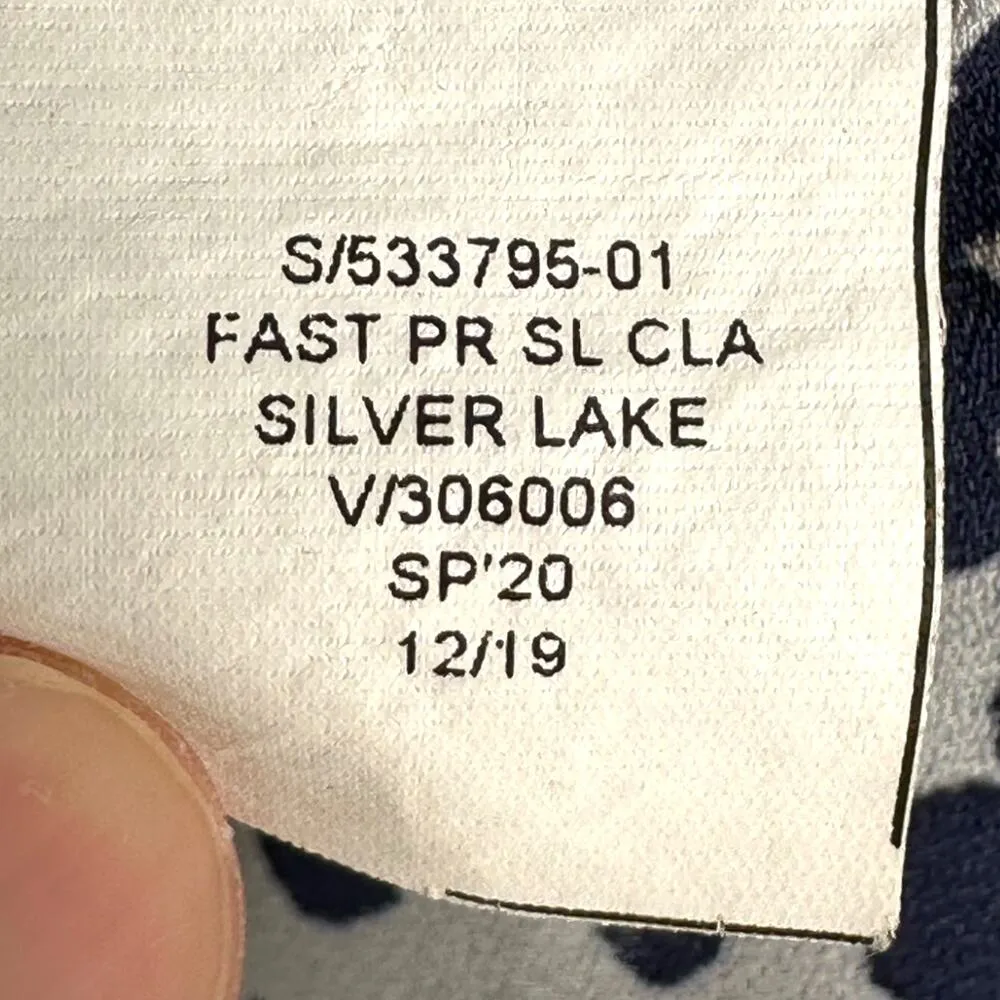 S/533795-01
FAST PR SL CLA
SILVER LAKE
V/306006
SP'20
12/19